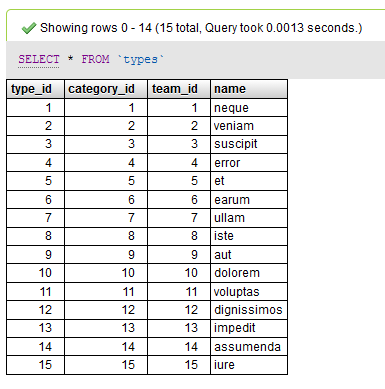 Showing rows 0 - 14 (15 total, Query took 0.0013 seconds.)
SELECT * FROM `types`
type_id category_id team_id name
1 1 1 neque
2 2 2 veniam
3 3 3 suscipit
4 4 4 error
5 5 5 et
6 6 6 earum
7 7 7 ullam
8 8 8 iste
9 9 9 aut
10 10 10 dolorem
11 11 11 voluptas
12 12 12 dignissimos
13 13 13 impedit
14 14 14 assumenda
15 15 15 iure